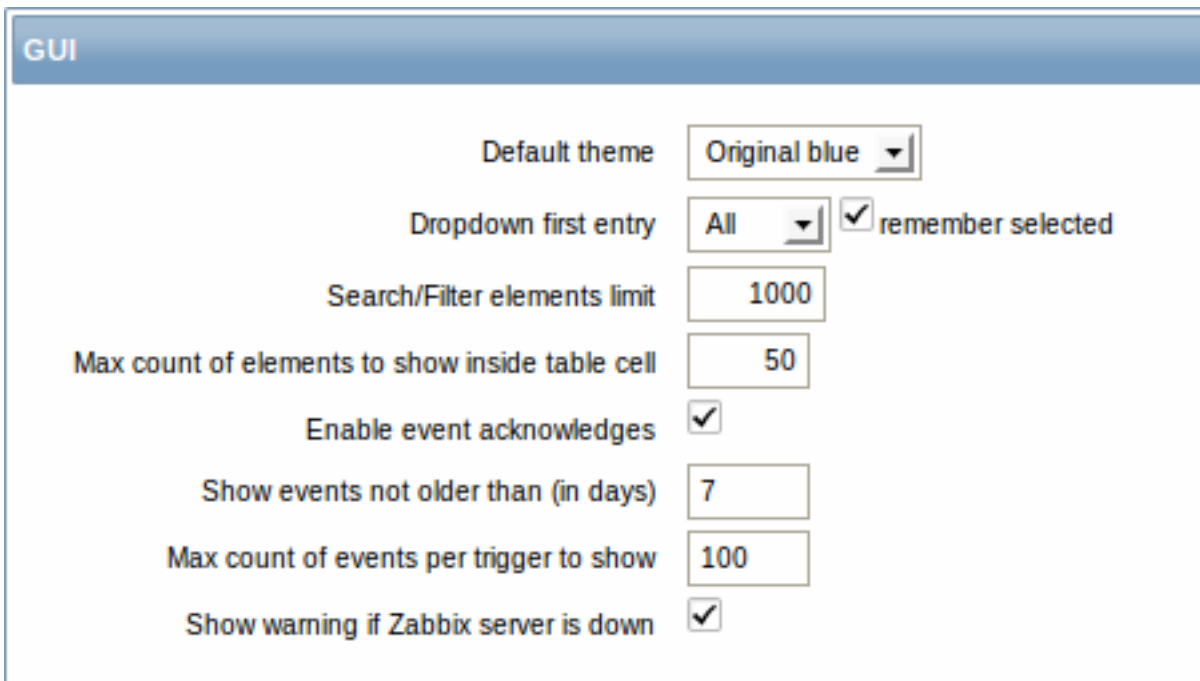 GUI
Default theme Original blue
Dropdown first entry All remember selected
Search/Filter elements limit 1000
Max count of elements to show inside table cell 50
Enable event acknowledges
Show events not older than (in days) 7
Max count of events per trigger to show 100
Show warning if Zabbix server is down